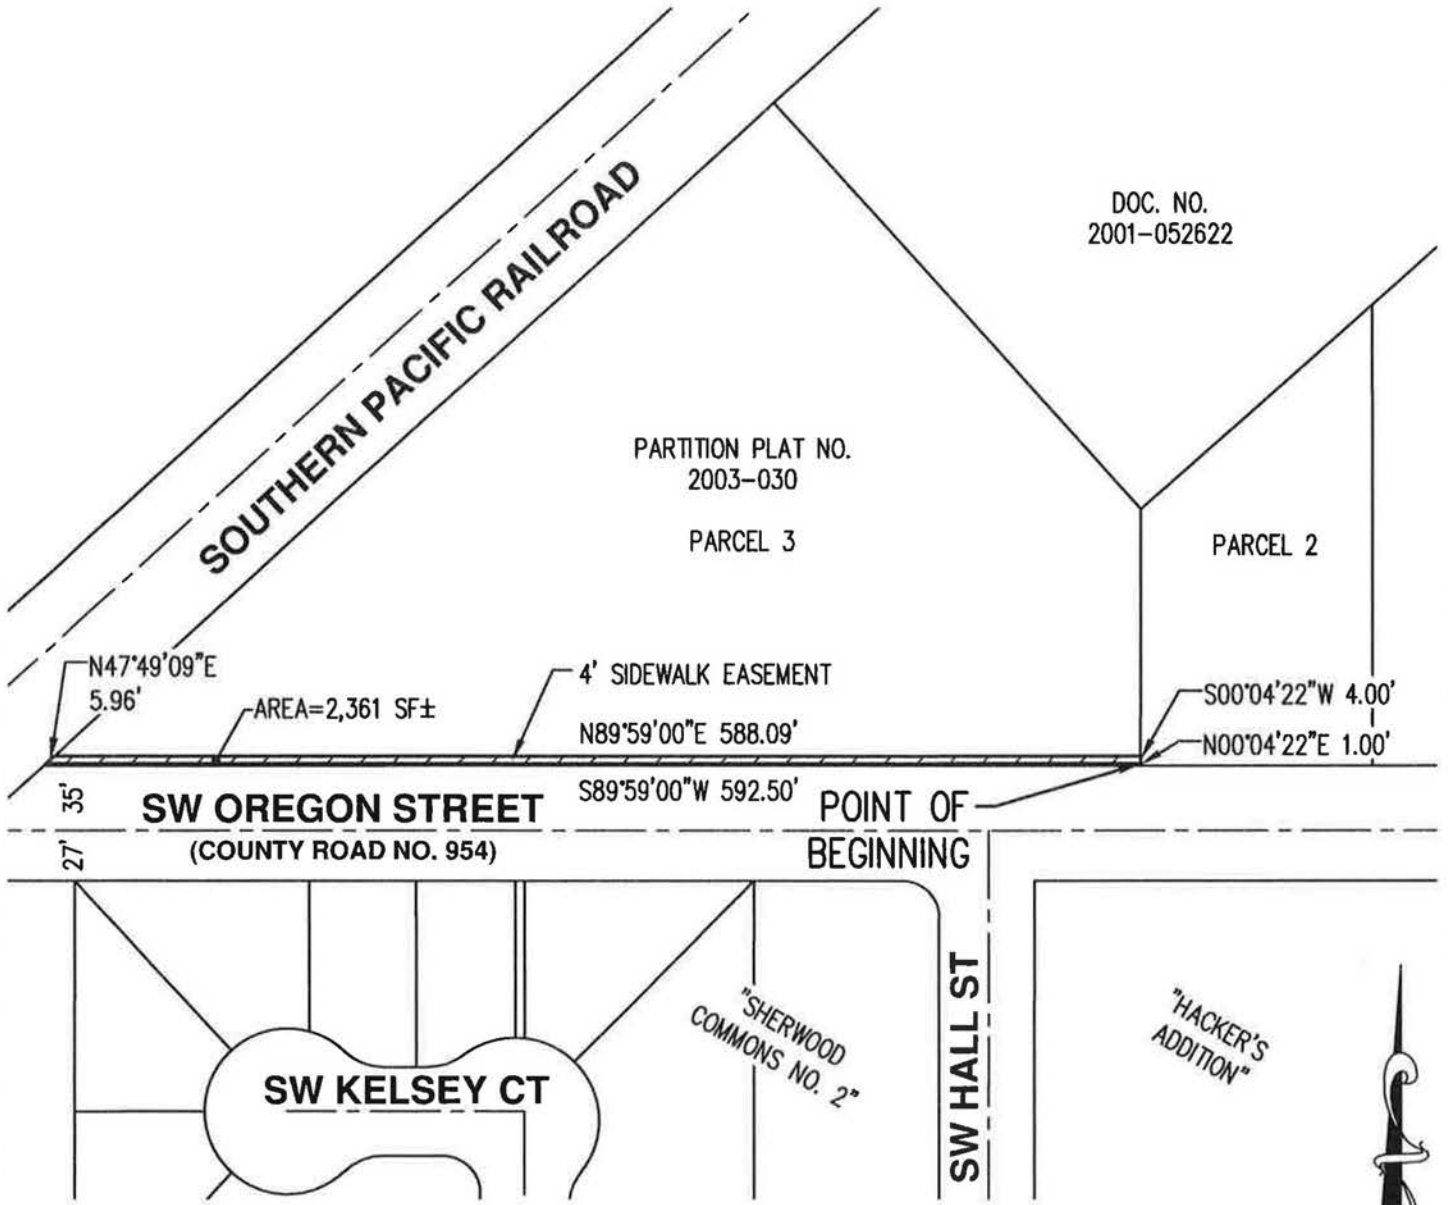 SOUTHERN PACIFIC RAILROAD
DOC. NO.
2001-052622
PARTITION PLAT NO.
2003-030
PARCEL 3
PARCEL 2
N47°49'09"E
5.96'
AREA=2,361 SF±
4' SIDEWALK EASEMENT
N89°59'00"E 588.09'
S00°04'22"W 4.00'
N00°04'22"E 1.00'
S89°59'00"W 592.50'
35'
SW OREGON STREET
(COUNTY ROAD NO. 954)
27'
POINT OF
BEGINNING
SW KELSEY CT
"SHERWOOD
COMMONS NO. 2"
SW HALL ST
"HACKER'S
ADDITION"